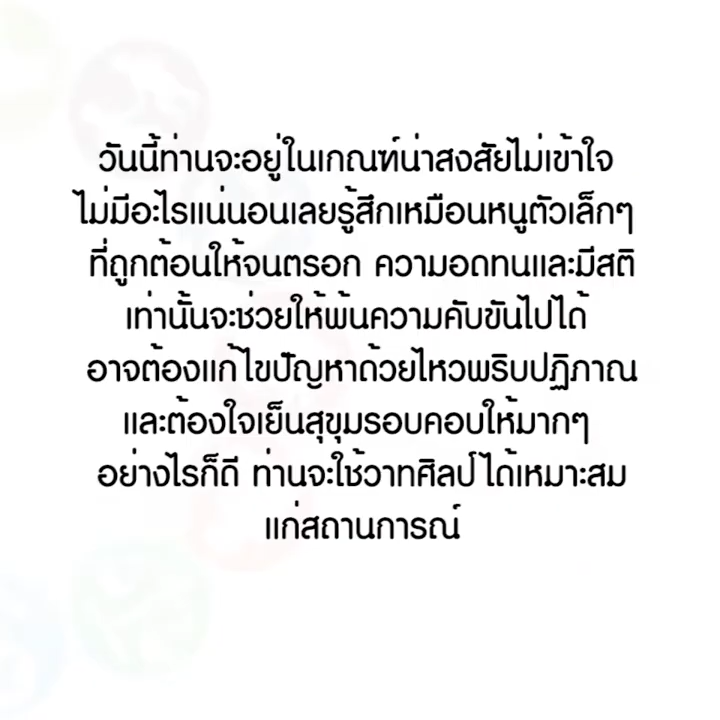 วันนี้ท่านจะอยู่ในเกณฑ์น่าสงสัยไม่เข้าใจ
ไม่มีอะไรแน่นอนเลยรู้สึกเหมือนหนูตัวเล็กๆ
ที่ถูกต้อนให้จนตรอก ความอดทนและมีสติ
เท่านั้นจะช่วยให้พ้นความคับขันไปได้
อาจต้องแก้ไขปัญหาด้วยไหวพริบปฏิภาณ
และต้องใจเย็นสุขุมรอบคอบให้มากๆ
อย่างไรก็ดี ท่านจะใช้วาทศิลป์ได้เหมาะสม
แก่สถานการณ์